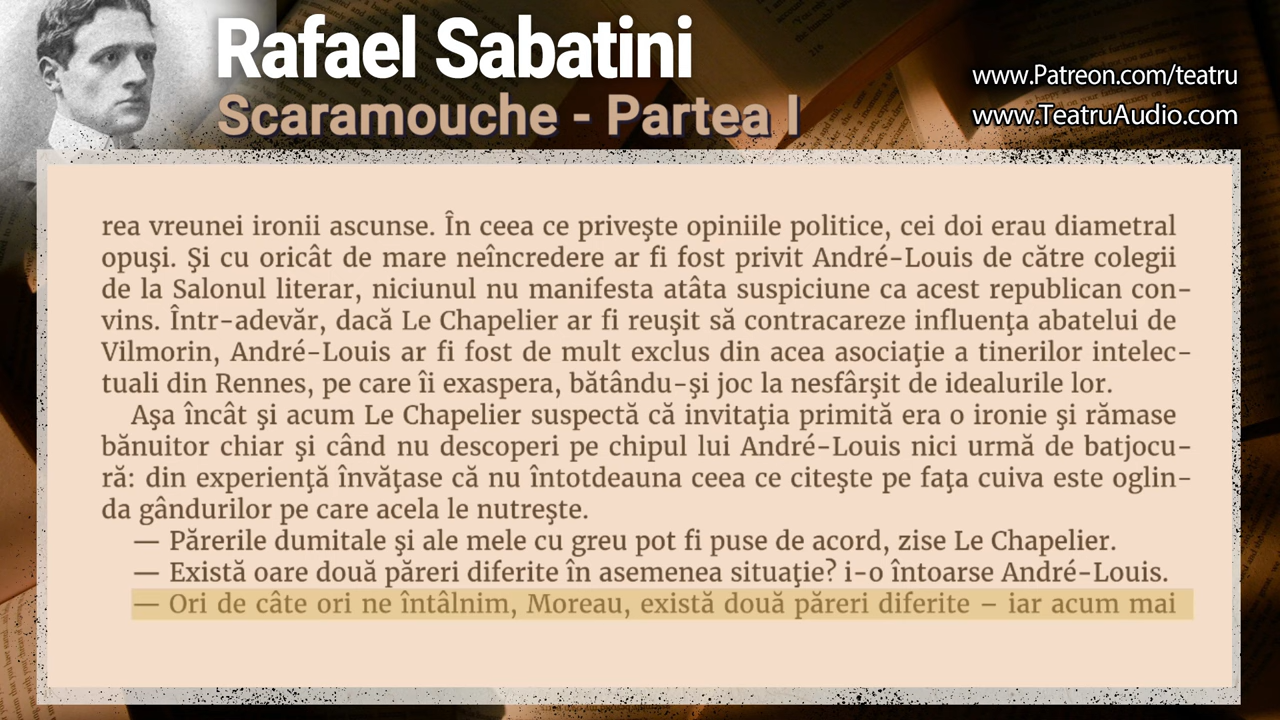 Rafael Sabatini
Scaramouche - Partea I
www.Patreon.com/teatru
www.TeatruAudio.com
rea vreunei ironii ascunse. În ceea ce priveşte opiniile politice, cei doi erau diametral
opuşi. Şi cu oricât de mare neîncredere ar fi fost privit André-Louis de către colegii
de la Salonul literar, niciunul nu manifesta atâta suspiciune ca acest republican con-
vins. Într-adevăr, dacă Le Chapelier ar fi reuşit să contracareze influenţa abatelui de
Vilmorin, André-Louis ar fi fost de mult exclus din acea asociaţie a tinerilor intelec-
tuali din Rennes, pe care îi exaspera, bătându-şi joc la nesfârşit de idealurile lor.
Aşa încât şi acum Le Chapelier suspectă că invitaţia primită era o ironie şi rămase
bănuitor chiar şi când nu descoperi pe chipul lui André-Louis nici urmă de batjocu-
ră: din experienţă învăţase că nu întotdeauna ceea ce citeşte pe faţa cuiva este oglin-
da gândurilor pe care acela le nutreşte.
— Părerile dumitale şi ale mele cu greu pot fi puse de acord, zise Le Chapelier.
— Există oare două păreri diferite în asemenea situaţie? i-o întoarse André-Louis.
— Ori de câte ori ne întâlnim, Moreau, există două păreri diferite – iar acum mai